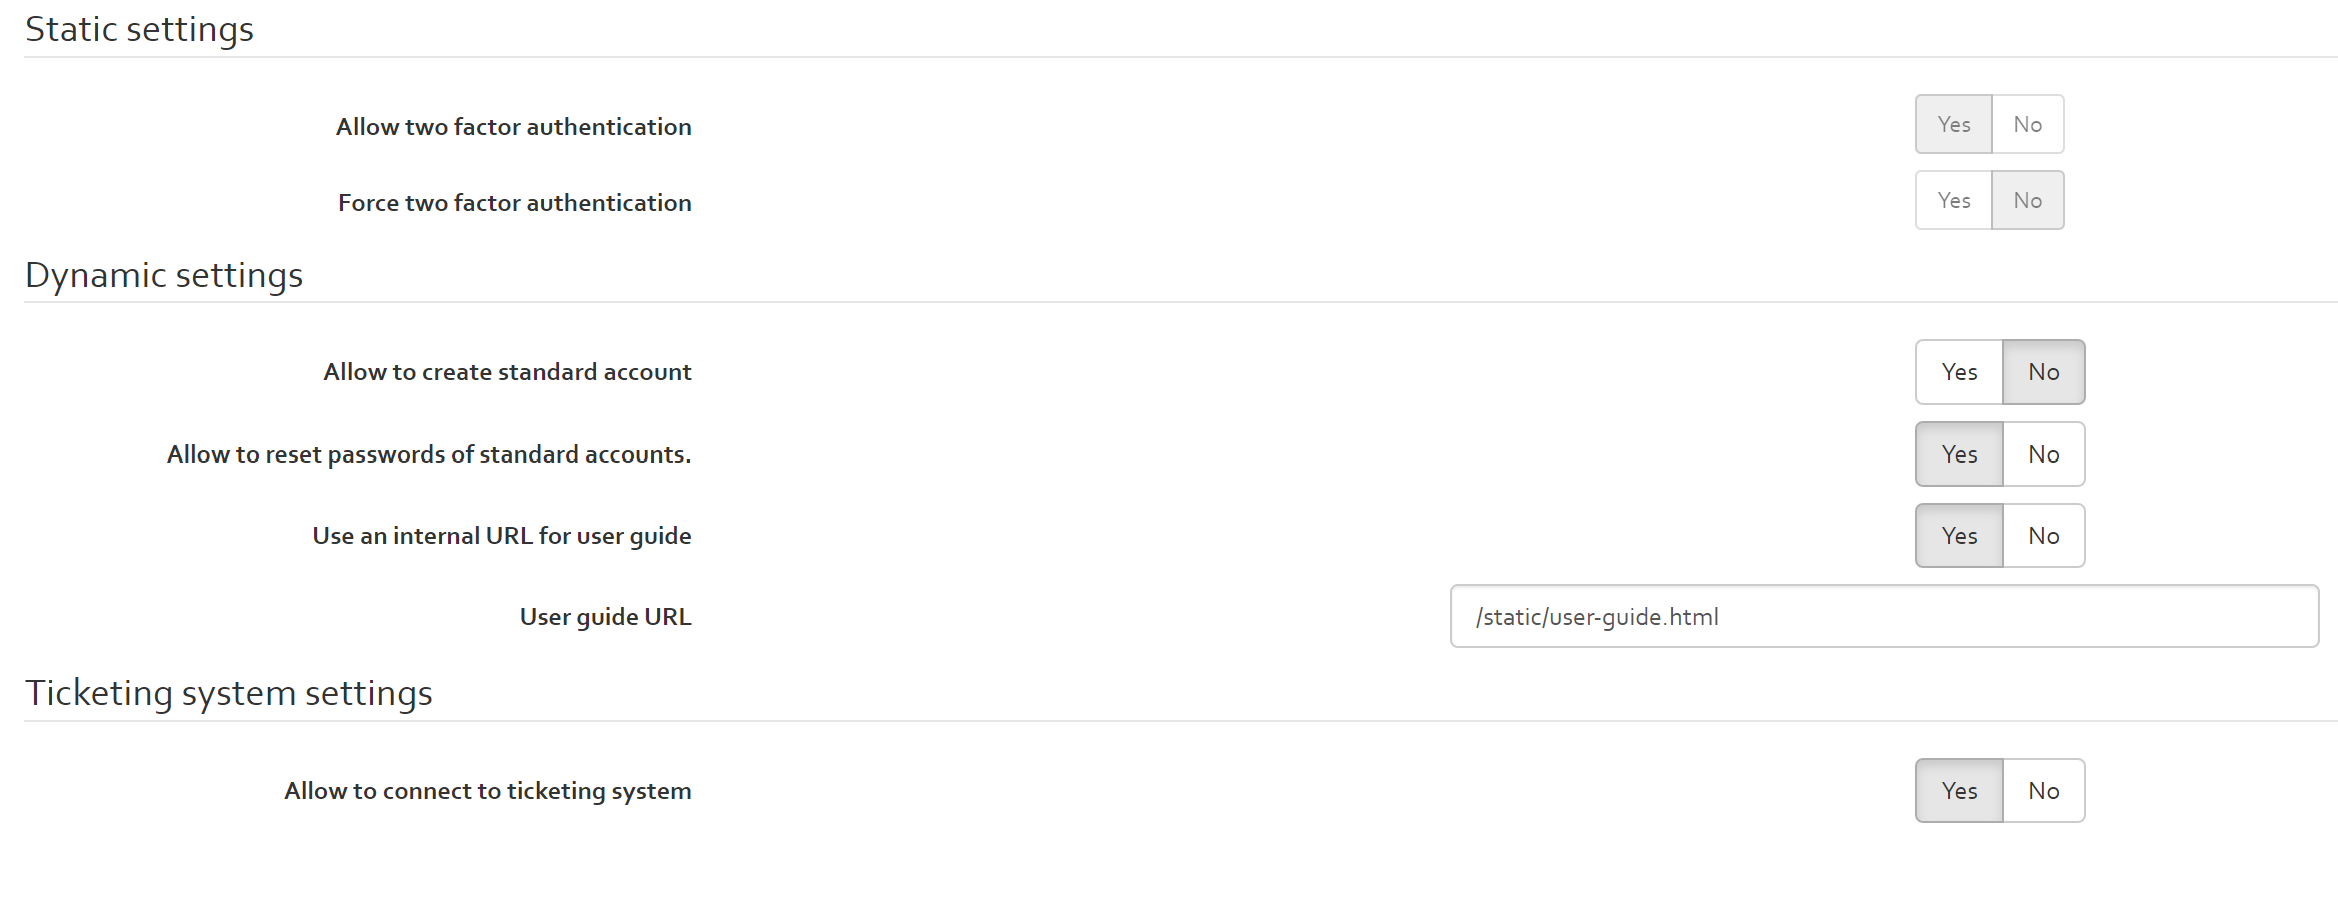 Static settings
Allow two factor authentication Yes No
Force two factor authentication Yes No
Dynamic settings
Allow to create standard account Yes No
Allow to reset passwords of standard accounts. Yes No
Use an internal URL for user guide Yes No
User guide URL /static/user-guide.html
Ticketing system settings
Allow to connect to ticketing system Yes No